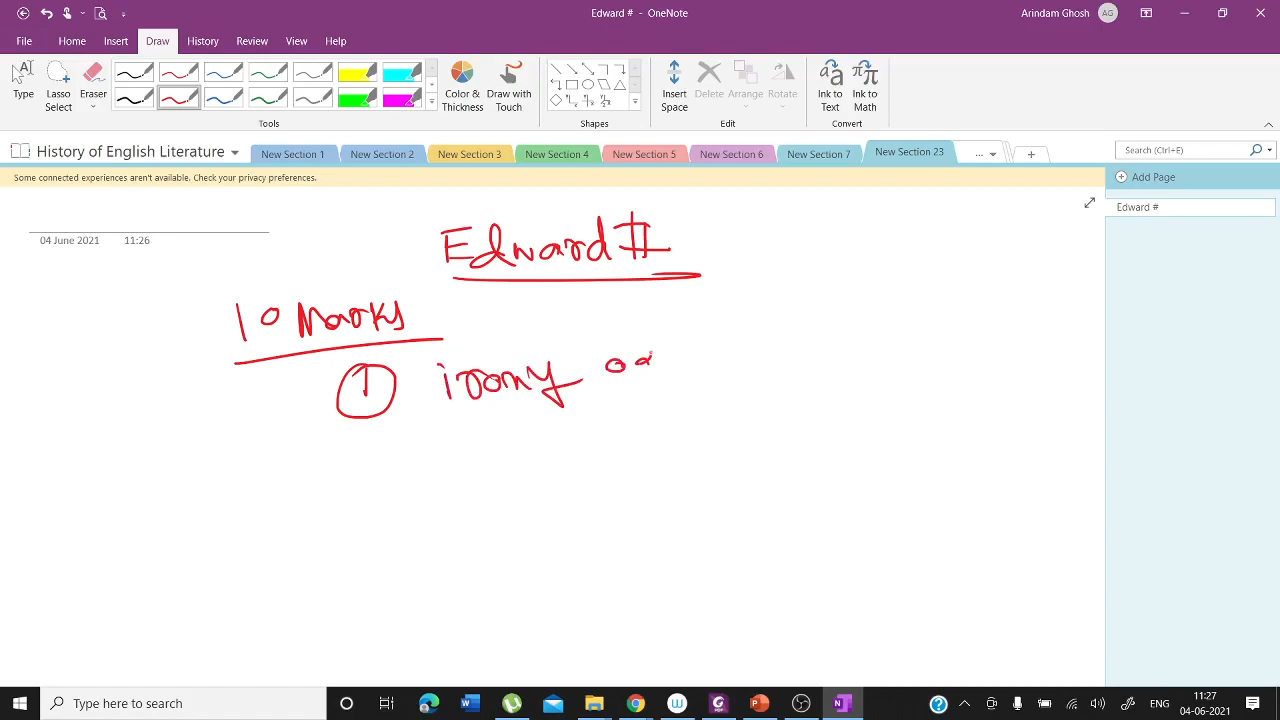 Edward # - OneNote
Arindam Ghosh AG
File Home Insert Draw History Review View Help
Type
Lasso Select
Eraser
Color & Thickness
Draw with Touch
Insert Space
Delete
Arrange
Rotate
Ink to Text
Ink to Math
Tools Shapes Edit Convert
History of English Literature
New Section 1 New Section 2 New Section 3 New Section 4 New Section 5 New Section 6 New Section 7 New Section 23 ...
Search (Ctrl+E)
Some connected experiences aren't available. Check your privacy preferences.
Add Page
Edward #
04 June 2021 11:26
Edward II
10 Marks
1 irony
Type here to search
ENG
11:27
04-06-2021